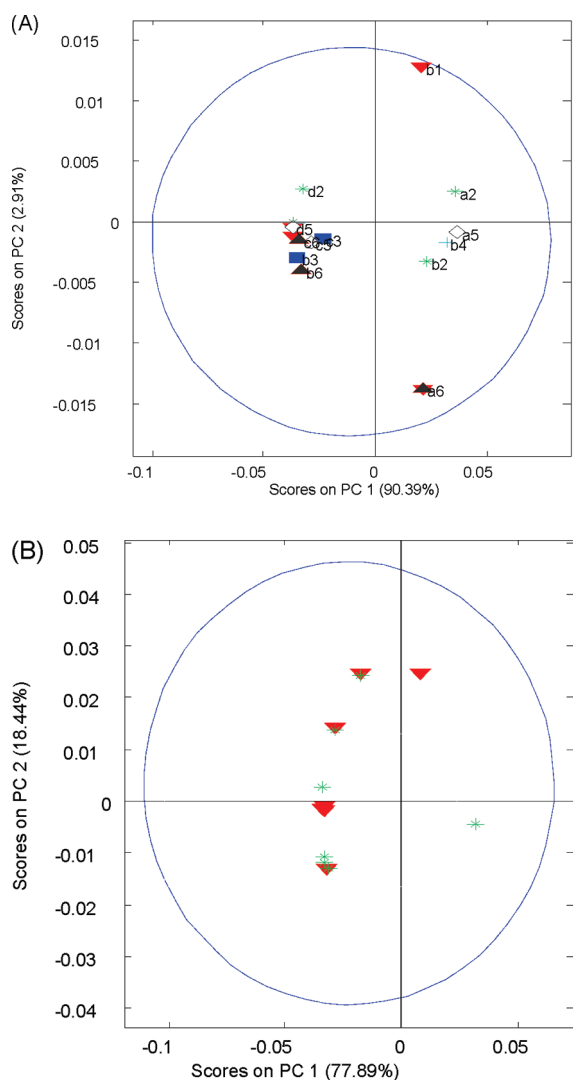 (A)
0.015
b1
0.01
Scores on PC 2 (2.91%)
0.005
d2
a2
0
d5
a5
c6
c3
b4
b3
b2
-0.005
b6
-0.01
a6
-0.015
-0.1
-0.05
0
0.05
Scores on PC 1 (90.39%)
(B)
0.05
0.04
0.03
0.02
Scores on PC 2 (18.44%)
0.01
0
-0.01
-0.02
-0.03
-0.04
-0.1
-0.05
0
0.05
Scores on PC 1 (77.89%)